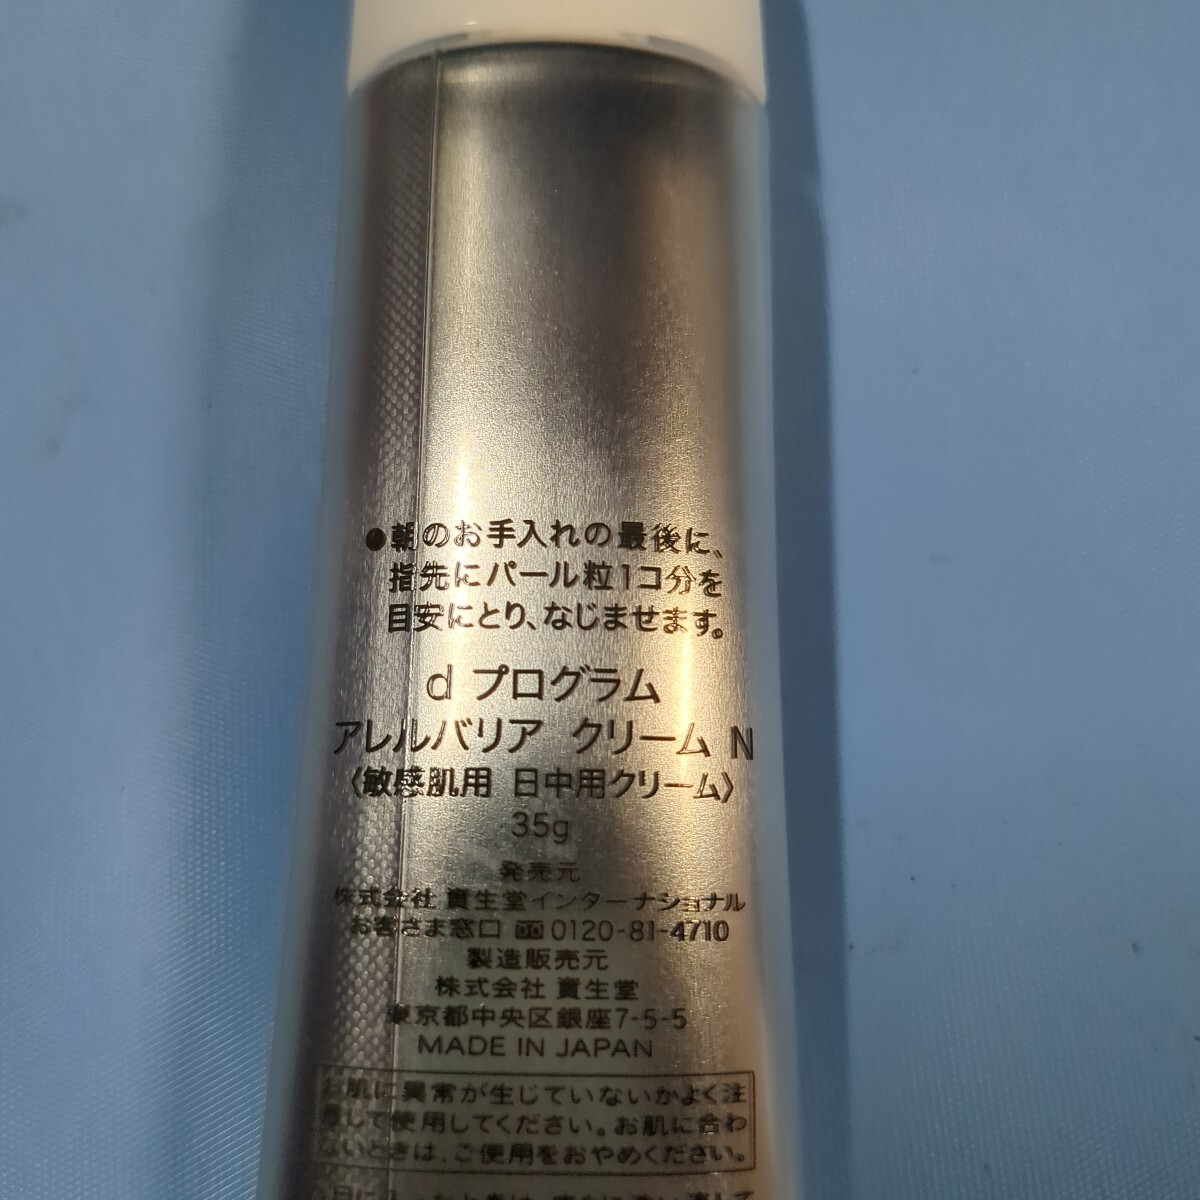 ●朝のお手入れの最後に、
指先にパール粒1コ分を
目安にとり、なじませます。
d プログラム
アレルバリア クリーム N
〈敏感肌用 日中用クリーム〉
35g
発売元
株式会社 資生堂インターナショナル
お客さま窓口 0120-81-4710
製造販売元
株式会社 資生堂
東京都中央区銀座7-5-5
MADE IN JAPAN
お肌に異常が生じていないかよく注
意して使用してください。お肌に合わ
ないときは、ご使用をおやめください。